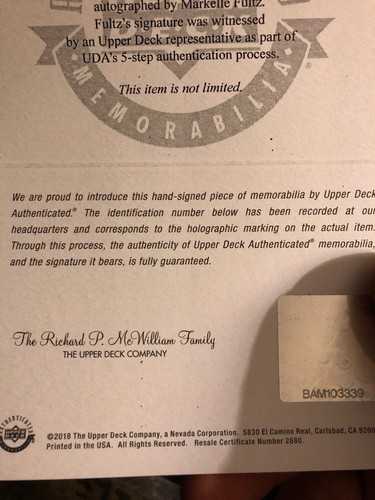 autographed by Markelle Fultz.
Fultz's signature was witnessed
by an Upper Deck representative as part of
UDA's 5-step authentication process.
This item is not limited.
MEMORABILIA
We are proud to introduce this hand-signed piece of memorabilia by Upper Deck
Authenticated.® The identification number below has been recorded at our
headquarters and corresponds to the holographic marking on the actual item.
Through this process, the authenticity of Upper Deck Authenticated® memorabilia,
and the signature it bears, is fully guaranteed.
The Richard P. McWilliam Family
THE UPPER DECK COMPANY
BAM103339
©2018 The Upper Deck Company, a Nevada Corporation. 5830 El Camino Real, Carlsbad, CA 9200
Printed in the USA. All Rights Reserved. Resale Certificate Number 2880.